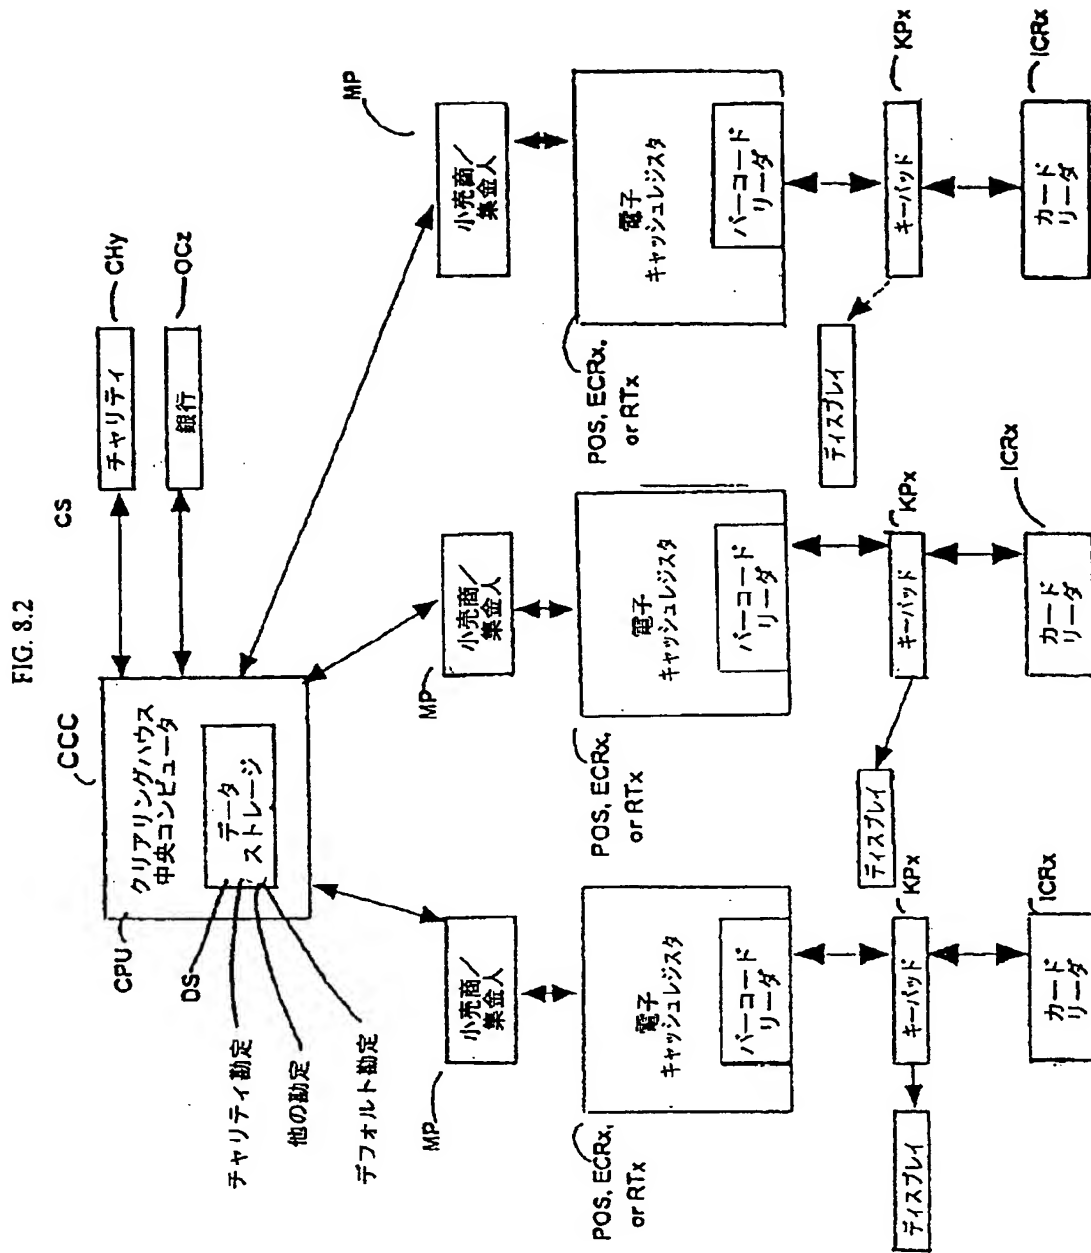 FIG. 8.2
CCC
CS
クリアリングハウス
中央コンピュータ
データ
ストレージ
CPU
DS
チャリティ勘定
他の勘定
デフォルト勘定
チャリティ
CHy
銀行
OCz
MP
小売商/
集金人
POS, ECRx,
or RTx
電子
キャッシュレジスタ
バーコード
リーダ
キーパッド
KPx
ディスプレイ
カード
リーダ
ICRx
MP
小売商/
集金人
POS, ECRx,
or RTx
電子
キャッシュレジスタ
バーコード
リーダ
キーパッド
KPx
ディスプレイ
カード
リーダ
ICRx
MP
小売商/
集金人
POS, ECRx,
or RTx
電子
キャッシュレジスタ
バーコード
リーダ
キーパッド
KPx
ディスプレイ
カード
リーダ
ICRx